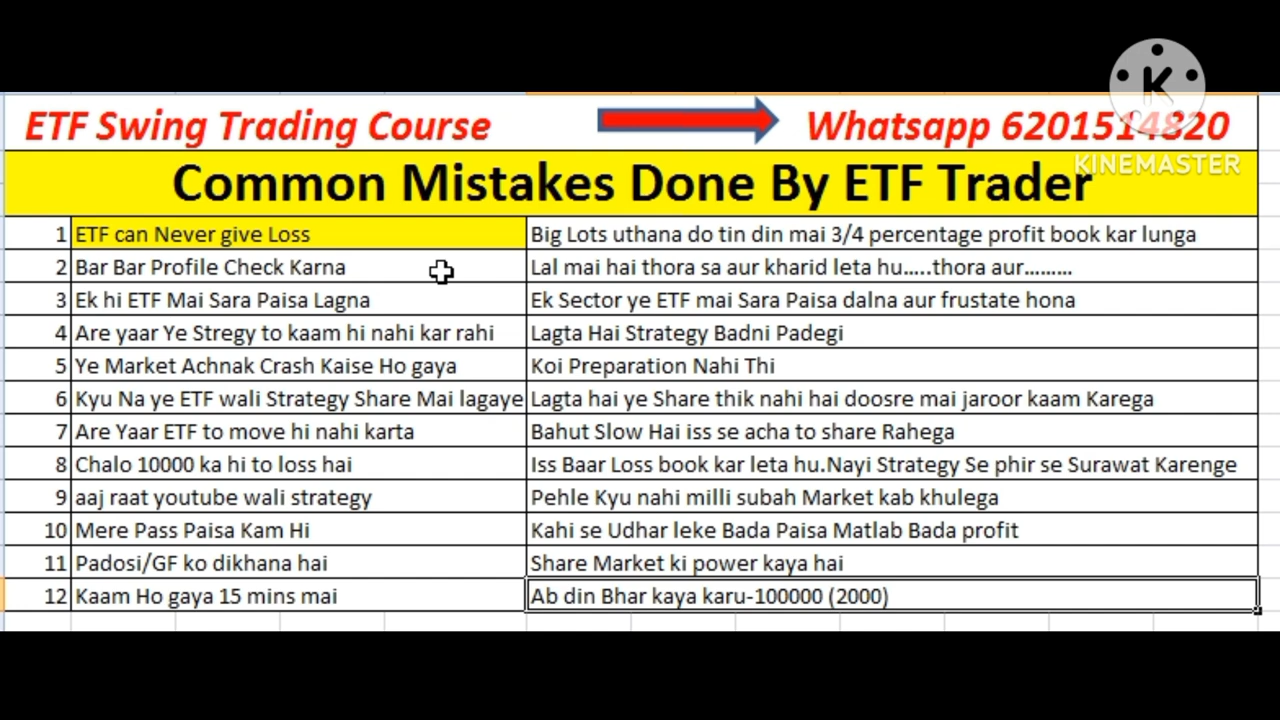 ETF Swing Trading Course Whatsapp 6201514820
K
KINEMASTER
Common Mistakes Done By ETF Trader
1 ETF can Never give Loss Big Lots uthana do tin din mai 3/4 percentage profit book kar lunga
2 Bar Bar Profile Check Karna Lal mai hai thora sa aur kharid leta hu.....thora aur.........
3 Ek hi ETF Mai Sara Paisa Lagna Ek Sector ye ETF mai Sara Paisa dalna aur frustate hona
4 Are yaar Ye Stregy to kaam hi nahi kar rahi Lagta Hai Strategy Badni Padegi
5 Ye Market Achnak Crash Kaise Ho gaya Koi Preparation Nahi Thi
6 Kyu Na ye ETF wali Strategy Share Mai lagaye Lagta hai ye Share thik nahi hai doosre mai jaroor kaam Karega
7 Are Yaar ETF to move hi nahi karta Bahut Slow Hai iss se acha to share Rahega
8 Chalo 10000 ka hi to loss hai Iss Baar Loss book kar leta hu.Nayi Strategy Se phir se Surawat Karenge
9 aaj raat youtube wali strategy Pehle Kyu nahi milli subah Market kab khulega
10 Mere Pass Paisa Kam Hi Kahi se Udhar leke Bada Paisa Matlab Bada profit
11 Padosi/GF ko dikhana hai Share Market ki power kaya hai
12 Kaam Ho gaya 15 mins mai Ab din Bhar kaya karu-100000 (2000)